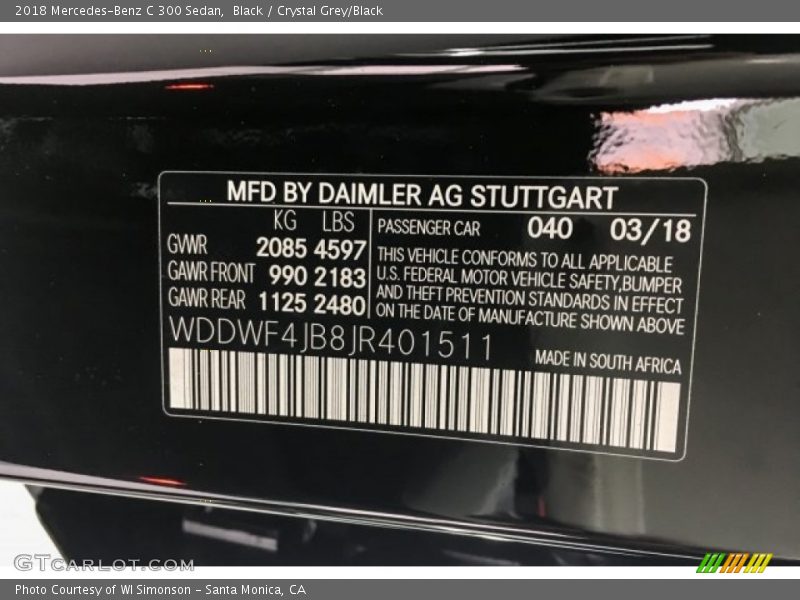 2018 Mercedes-Benz C 300 Sedan, Black / Crystal Grey/Black
MFD BY DAIMLER AG STUTTGART
KG LBS
GWR 2085 4597
GAWR FRONT 990 2183
GAWR REAR 1125 2480
PASSENGER CAR 040 03/18
THIS VEHICLE CONFORMS TO ALL APPLICABLE
U.S. FEDERAL MOTOR VEHICLE SAFETY,BUMPER
AND THEFT PREVENTION STANDARDS IN EFFECT
ON THE DATE OF MANUFACTURE SHOWN ABOVE
WDDWF4JB8JR401511
MADE IN SOUTH AFRICA
GTCARLOT.COM
Photo Courtesy of WI Simonson - Santa Monica, CA